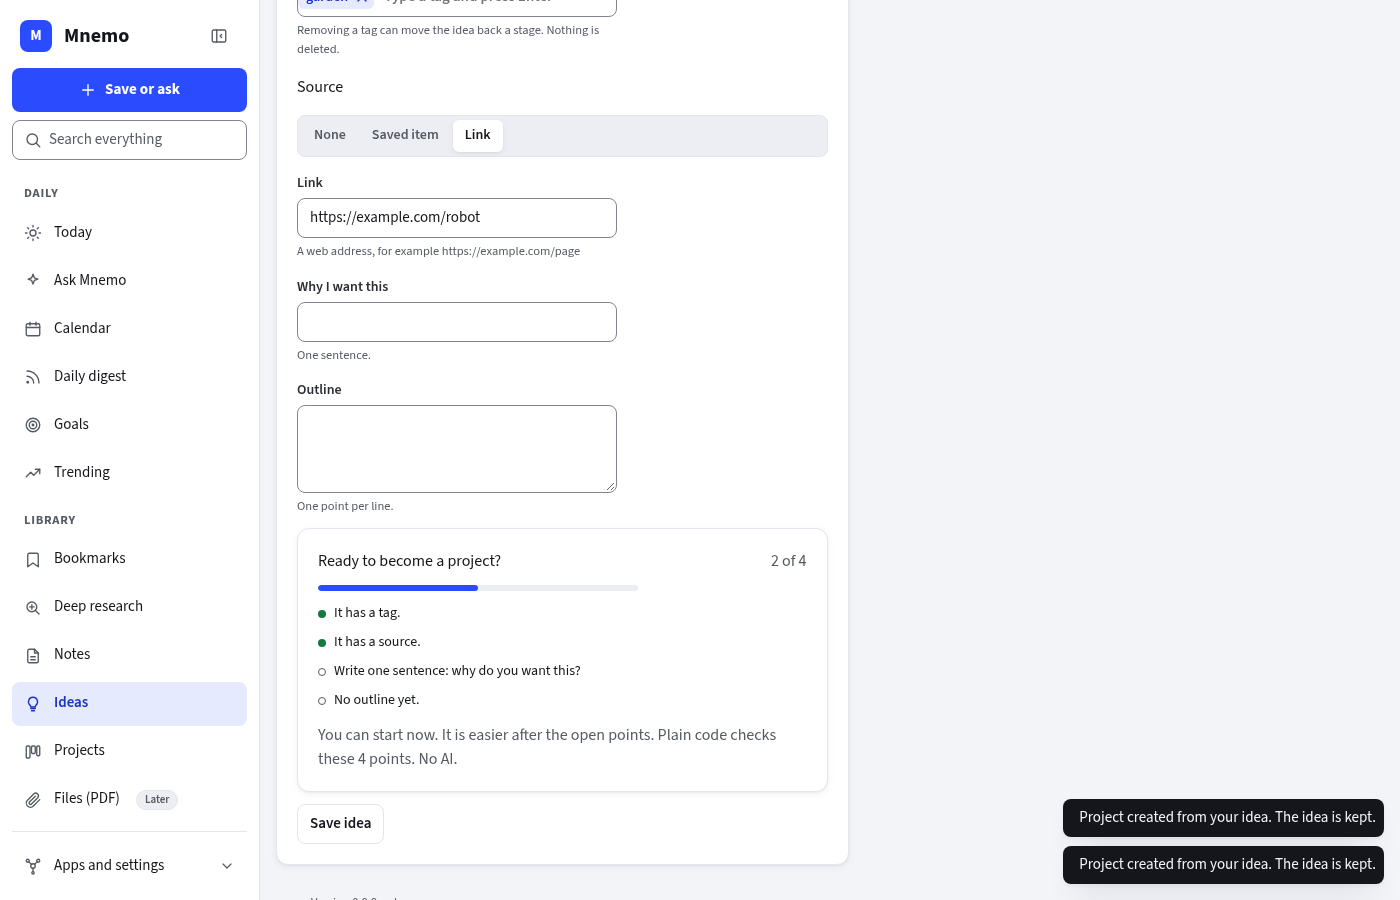 M
Mnemo
Save or ask
Search everything
DAILY
Today
Ask Mnemo
Calendar
Daily digest
Goals
Trending
LIBRARY
Bookmarks
Deep research
Notes
Ideas
Projects
Files (PDF)
Later
Apps and settings
Removing a tag can move the idea back a stage. Nothing is
deleted.
Source
None
Saved item
Link
Link
https://example.com/robot
A web address, for example https://example.com/page
Why I want this
One sentence.
Outline
One point per line.
Ready to become a project?
2 of 4
It has a tag.
It has a source.
Write one sentence: why do you want this?
No outline yet.
You can start now. It is easier after the open points. Plain code checks
these 4 points. No AI.
Save idea
Project created from your idea. The idea is kept.
Project created from your idea. The idea is kept.